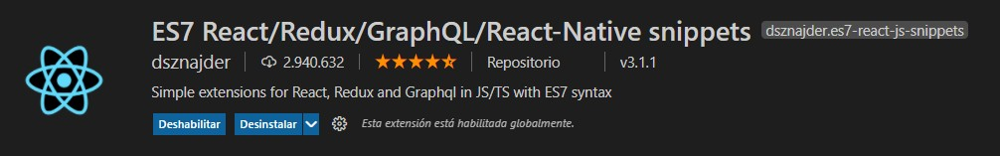 ES7 React/Redux/GraphQL/React-Native snippets dsznajder.es7-react-js-snippets
dsznajder 2.940.632 Repositorio v3.1.1
Simple extensions for React, Redux and Graphql in JS/TS with ES7 syntax
Deshabilitar Desinstalar Esta extensión está habilitada globalmente.